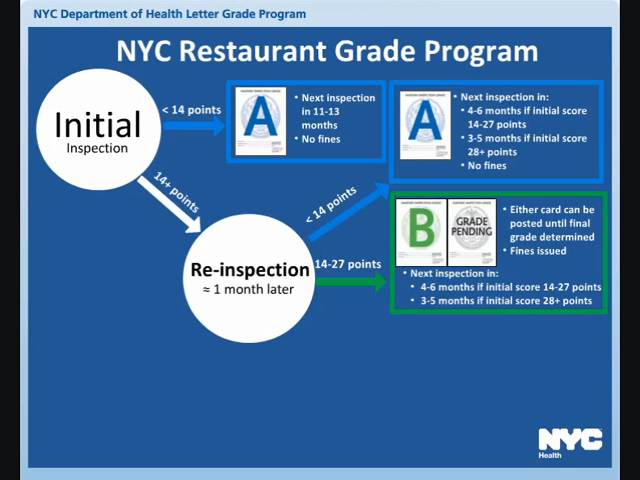 NYC Department of Health Letter Grade Program
NYC Restaurant Grade Program
Initial
Inspection
< 14 points
A
• Next inspection
in 11-13
months
• No fines
A
• Next inspection in:
• 4-6 months if initial score
14-27 points
• 3-5 months if initial score
28+ points
• No fines
14+ points
Re-inspection
≈ 1 month later
< 14 points
14-27 points
B
GRADE
PENDING
• Either card can be
posted until final
grade determined
• Fines issued
• Next inspection in:
• 4-6 months if initial score 14-27 points
• 3-5 months if initial score 28+ points
NYC
Health